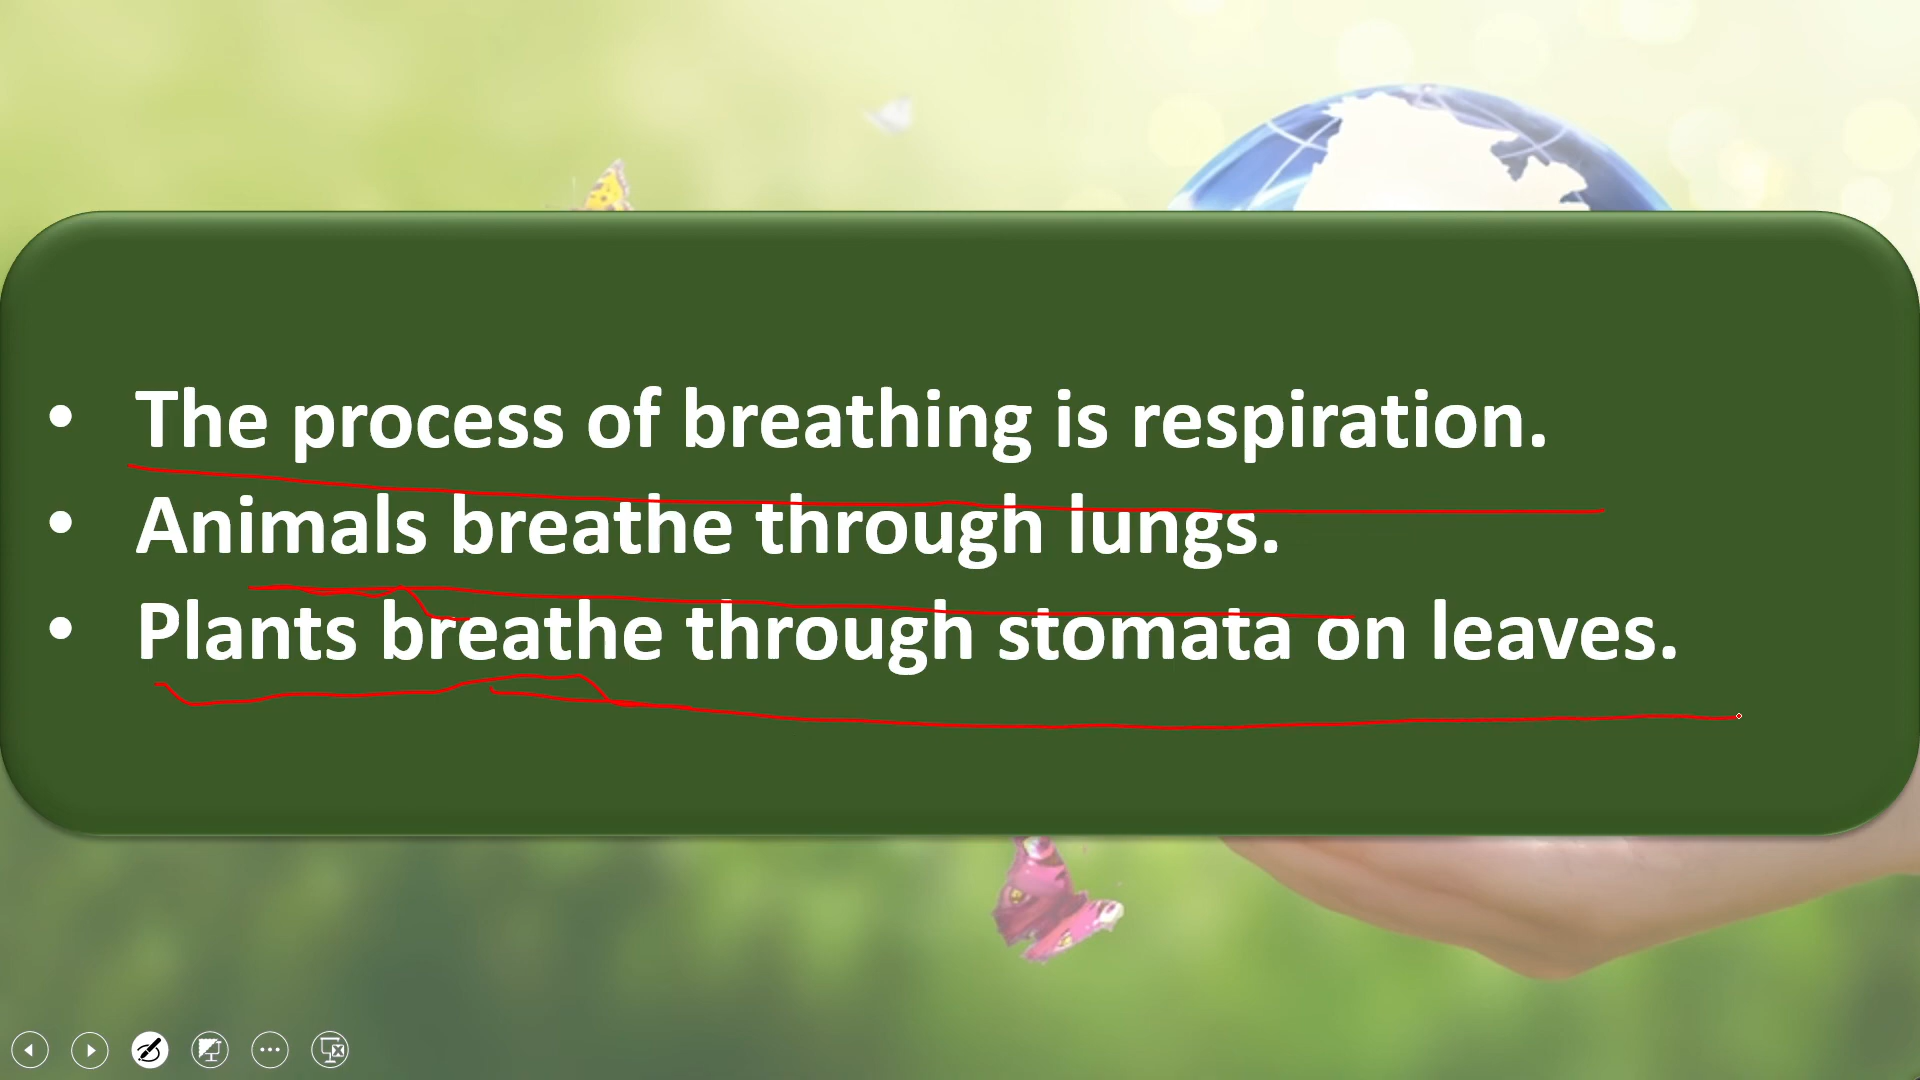 • The process of breathing is respiration.
• Animals breathe through lungs.
• Plants breathe through stomata on leaves.